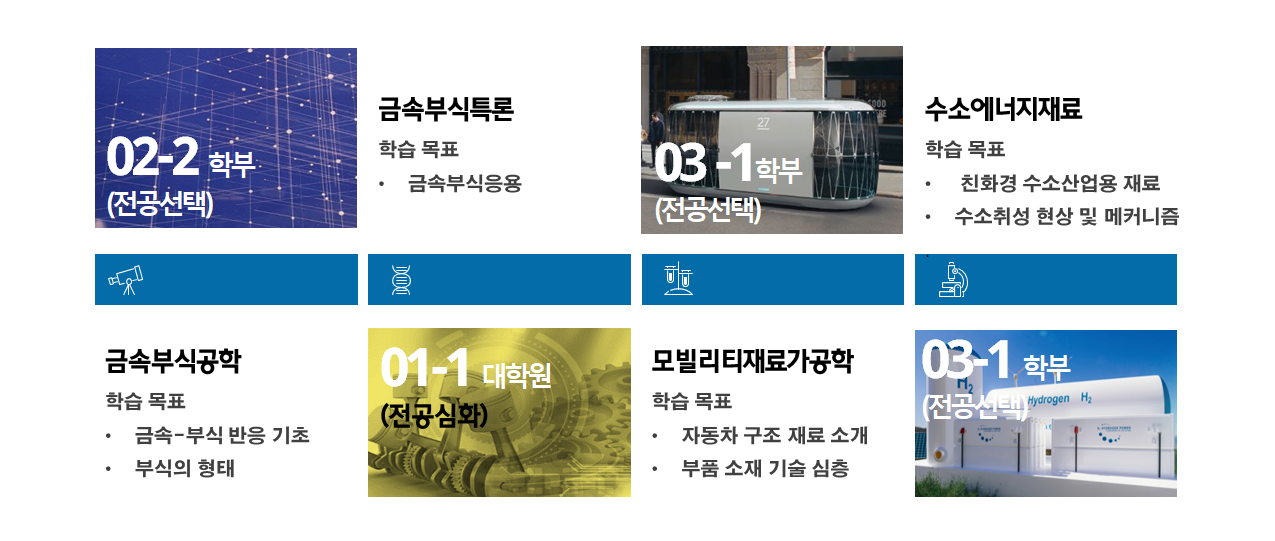 02-2 학부
(전공선택)
금속부식특론
학습 목표
• 금속부식응용
27
03 -1학부
(전공선택)
수소에너지재료
학습 목표
• 친화경 수소산업용 재료
• 수소취성 현상 및 메커니즘
금속부식공학
학습 목표
• 금속-부식 반응 기초
• 부식의 형태
01-1 대학원
(전공심화)
모빌리티재료가공학
학습 목표
• 자동차 구조 재료 소개
• 부품 소재 기술 심층
03-1 학부
H2
(전공선택)
Hydrogen H2